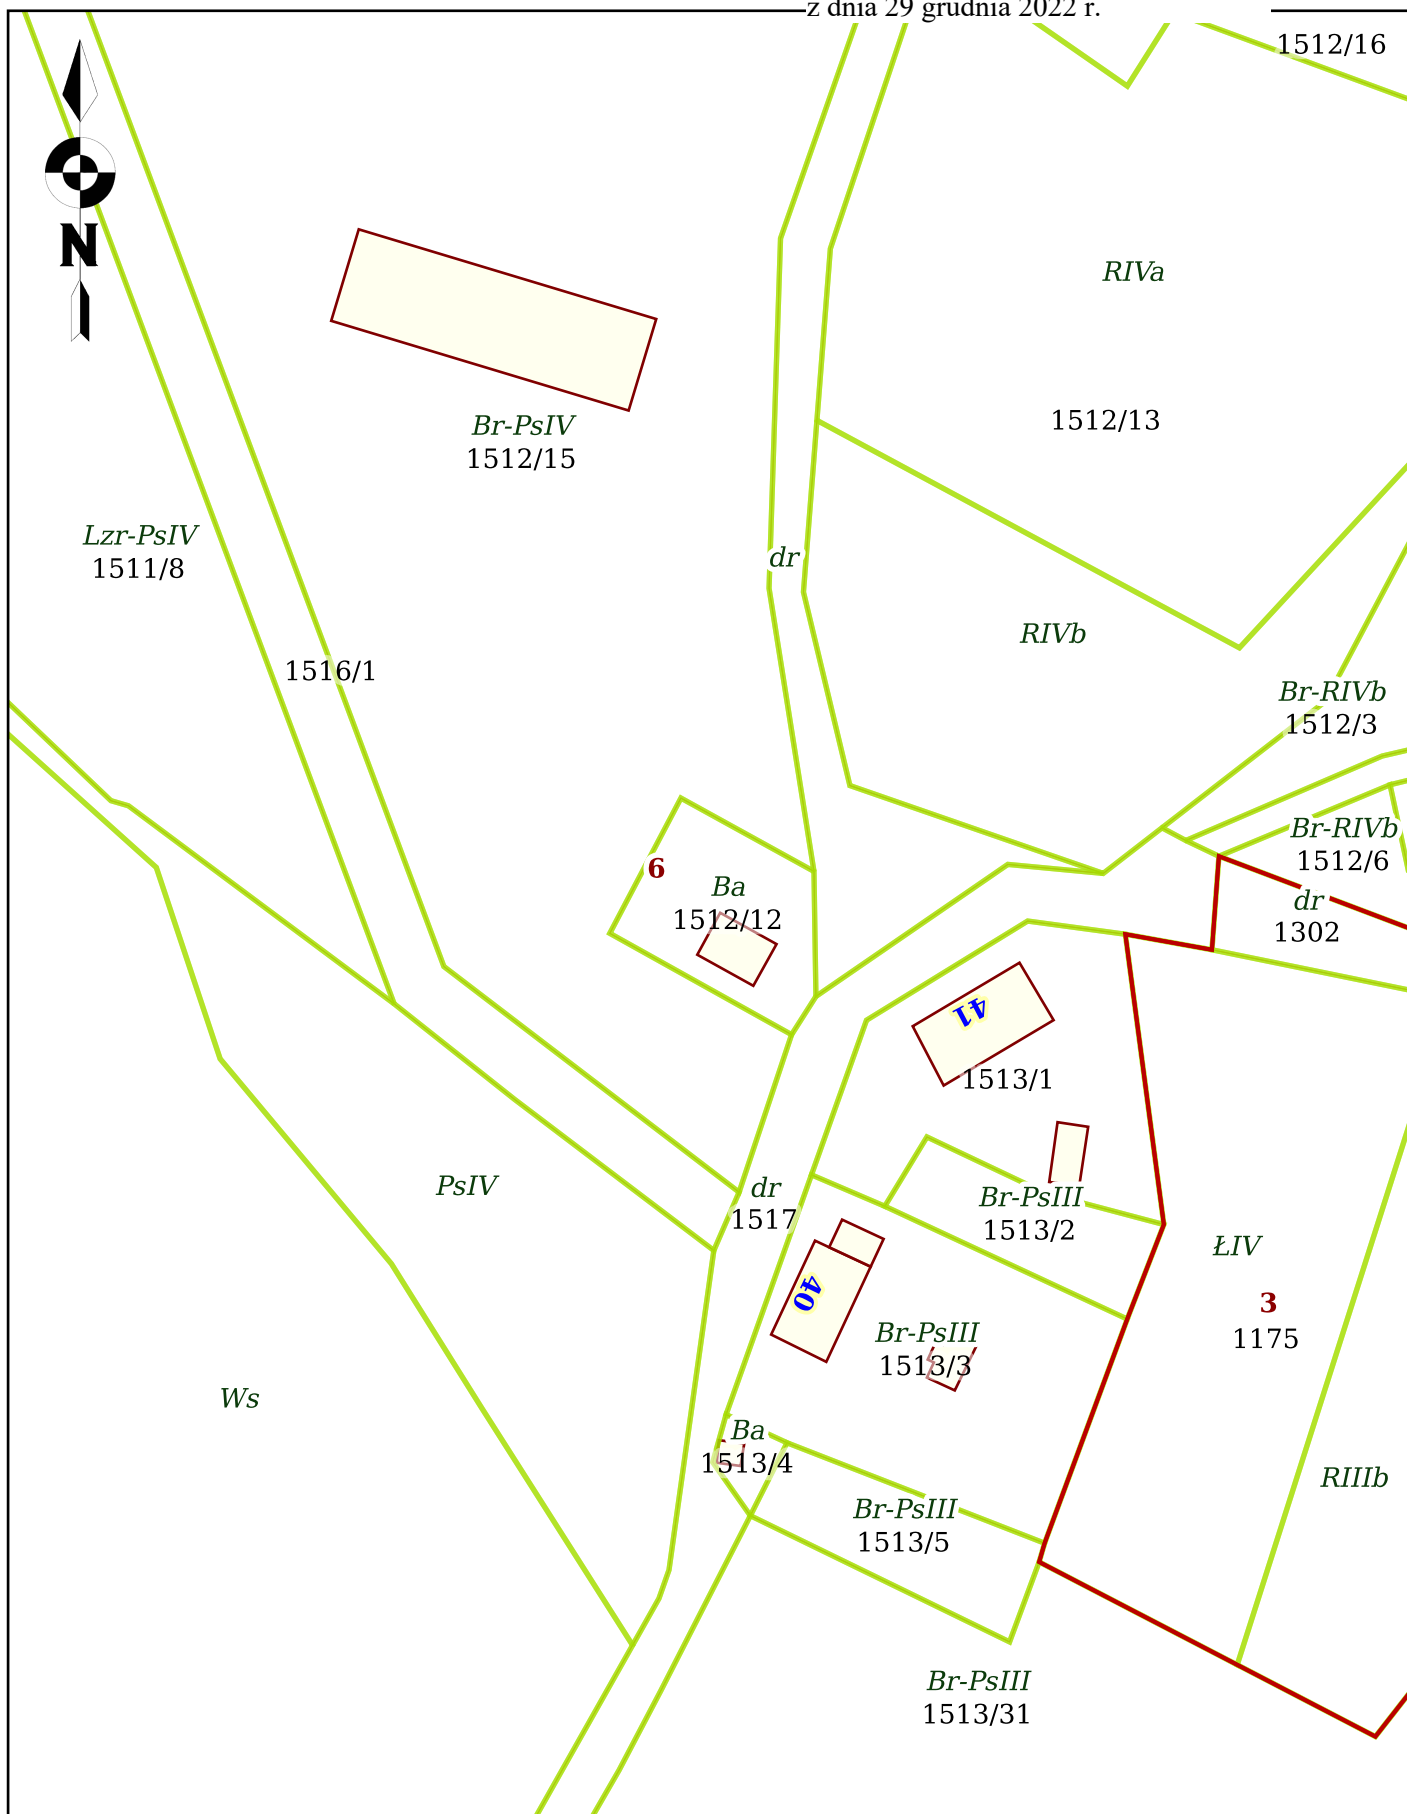 z dnia 29 grudnia 2022 r.
1512/16
N
RIVa
1512/13
Br-PsIV
1512/15
Lzr-PsIV
1511/8
dr
RIVb
1516/1
Br-RIVb
1512/3
Br-RIVb
1512/6
6
Ba
1512/12
dr
1302
41
1513/1
PsIV
dr
1517
Br-PsIII
1513/2
ŁIV
3
1175
40
Br-PsIII
1513/3
Ws
Ba
1513/4
RIIIb
Br-PsIII
1513/5
Br-PsIII
1513/31